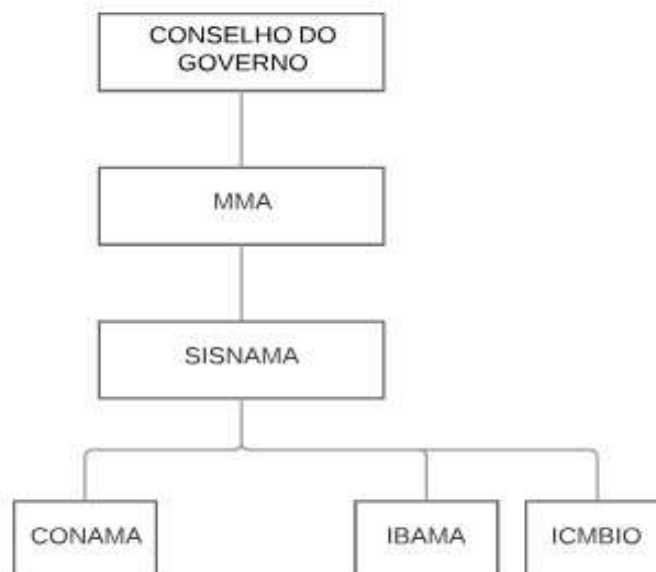 CONSELHO DO
GOVERNO
MMA
SISNAMA
CONAMA
IBAMA
ICMBIO